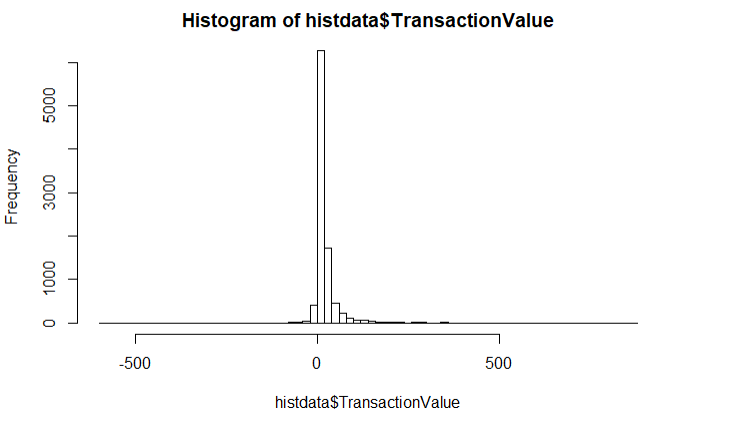 Histogram of histdata$TransactionValue
Frequency
5000
3000
1000
0
-500 0 500
histdata$TransactionValue